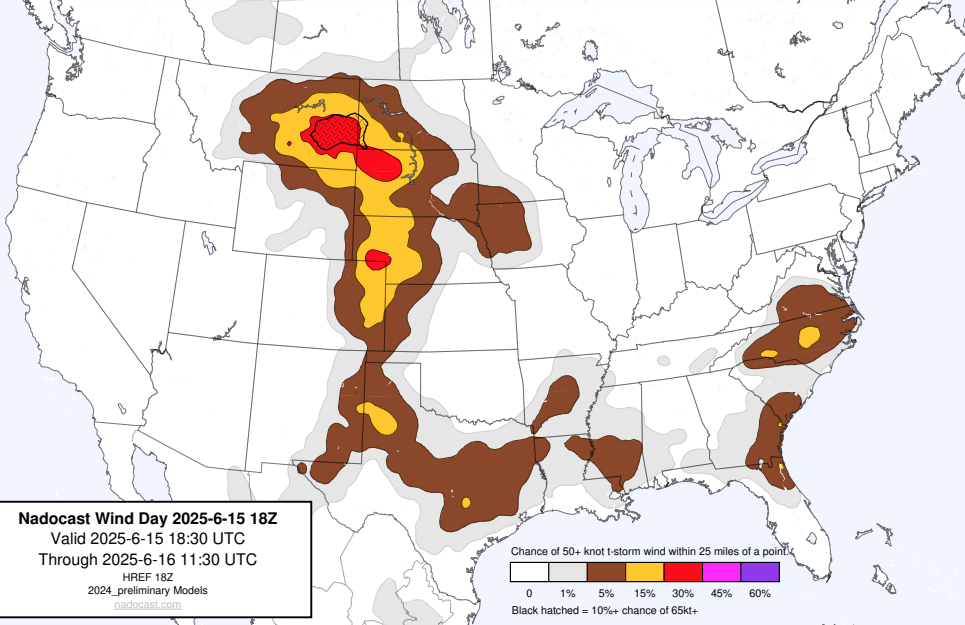 Nadocast Wind Day 2025-6-15 18Z
Valid 2025-6-15 18:30 UTC
Through 2025-6-16 11:30 UTC
HREF 18Z
2024_preliminary Models
nadocast.com
Chance of 50+ knot t-storm wind within 25 miles of a point.
0 1% 5% 15% 30% 45% 60%
Black hatched = 10%+ chance of 65kt+